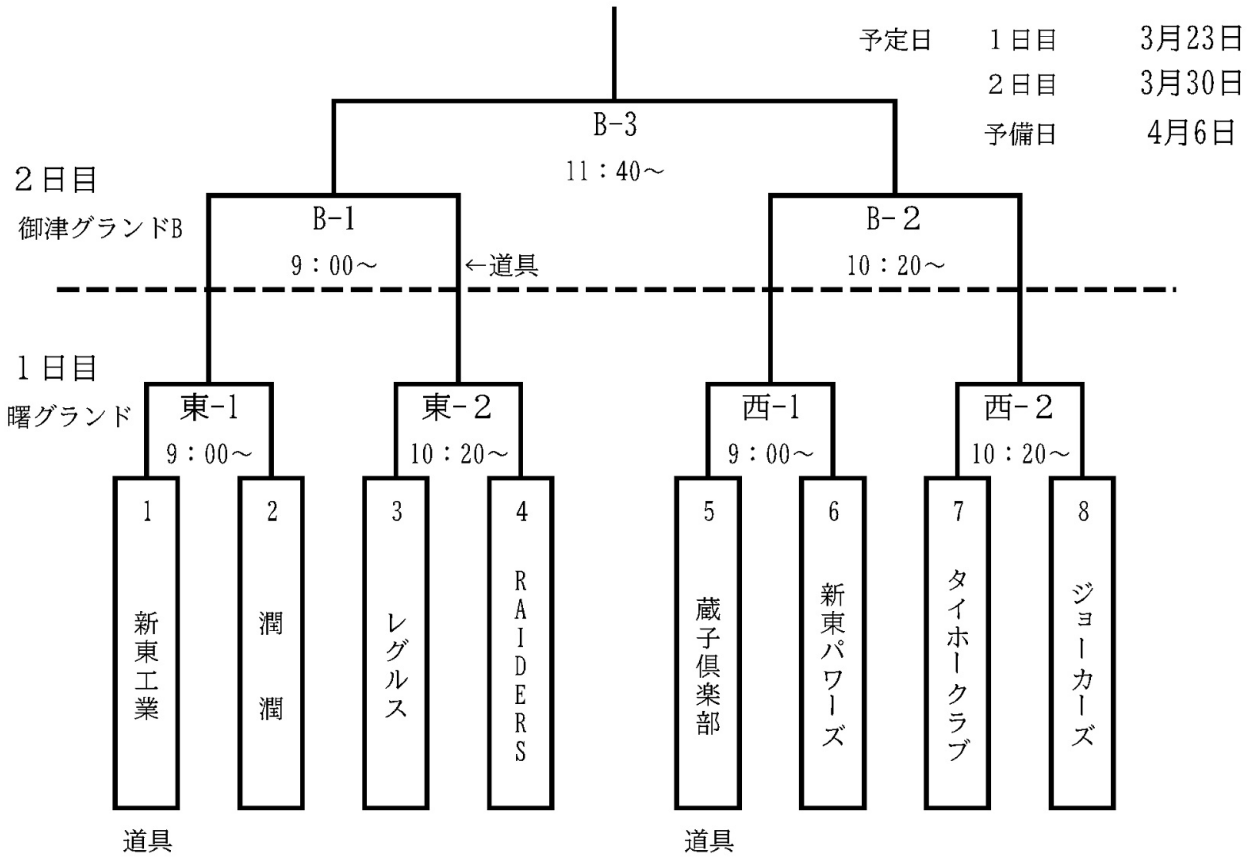 予定日 1日目 3月23日
2日目 3月30日
予備日 4月6日
B-3
11:40～
2日目
御津グランドB
B-1
9:00～
←道具
B-2
10:20～
1日目
曙グランド
東-1
9:00～
東-2
10:20～
西-1
9:00～
西-2
10:20～
1 新東工業
2 潤潤
3 レグルス
4 RAIDERS
5 蔵子倶楽部
6 新東パワーズ
7 タイホークラブ
8 ジョーカーズ
道具
道具